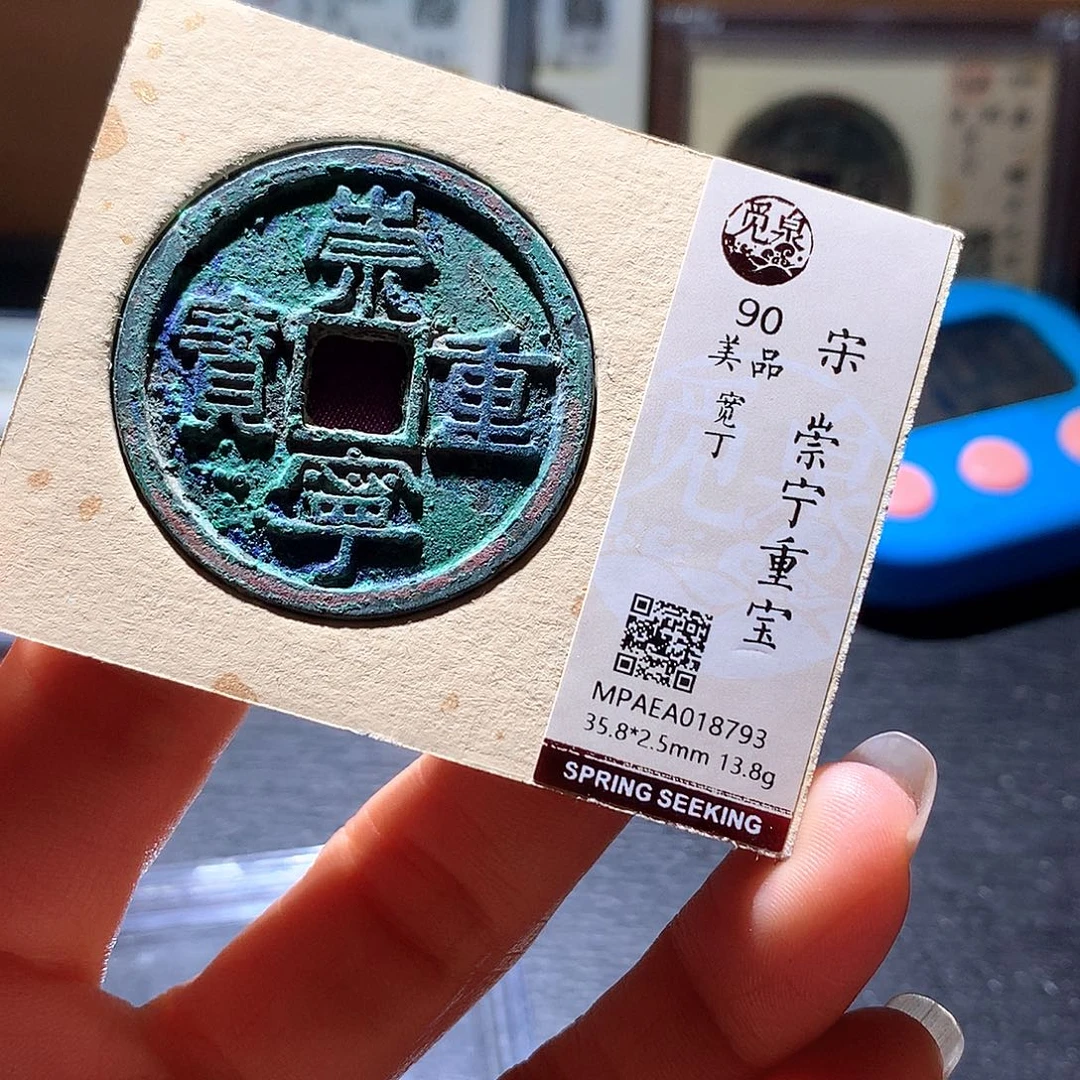 崇
寧
重
寶
觅泉
90
美品
宽丁
宋
崇宁重宝
MPAEA018793
35.8*2.5mm 13.8g
SPRING SEEKING